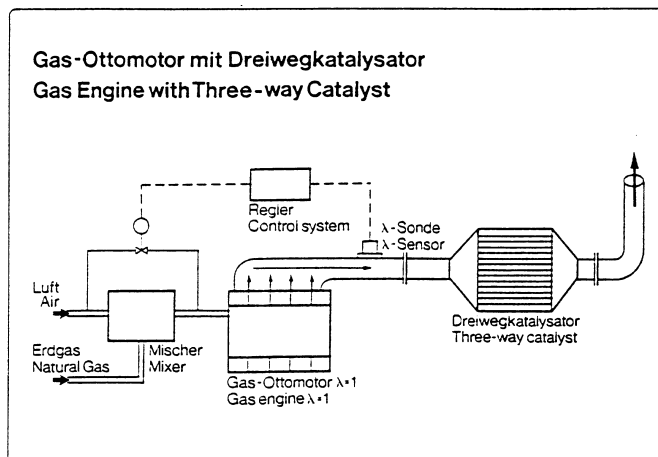 Gas-Ottomotor mit Dreiwegkatalysator
Gas Engine with Three-way Catalyst
Regler
Control system
λ-Sonde
λ-Sensor
Luft
Air
Erdgas
Natural Gas
Mischer
Mixer
Gas-Ottomotor λ=1
Gas engine λ=1
Dreiwegkatalysator
Three-way catalyst